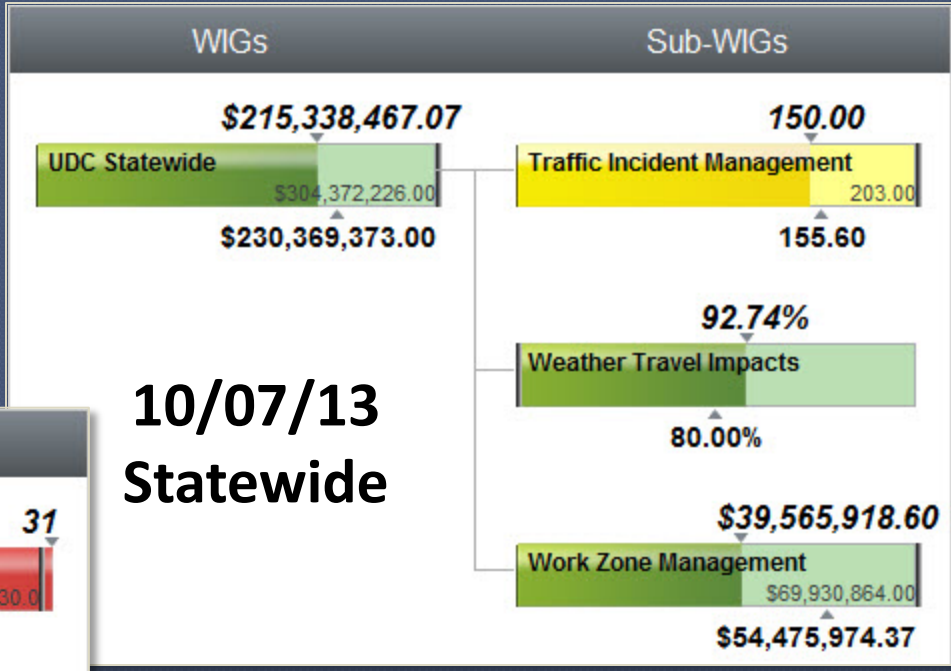 WIGs
Sub-WIGs
$215,338,467.07
UDC Statewide
$304,372,226.00
$230,369,373.00
150.00
Traffic Incident Management
203.00
155.60
92.74%
Weather Travel Impacts
80.00%
10/07/13
Statewide
31
30.0
$39,565,918.60
Work Zone Management
$69,930,864.00
$54,475,974.37